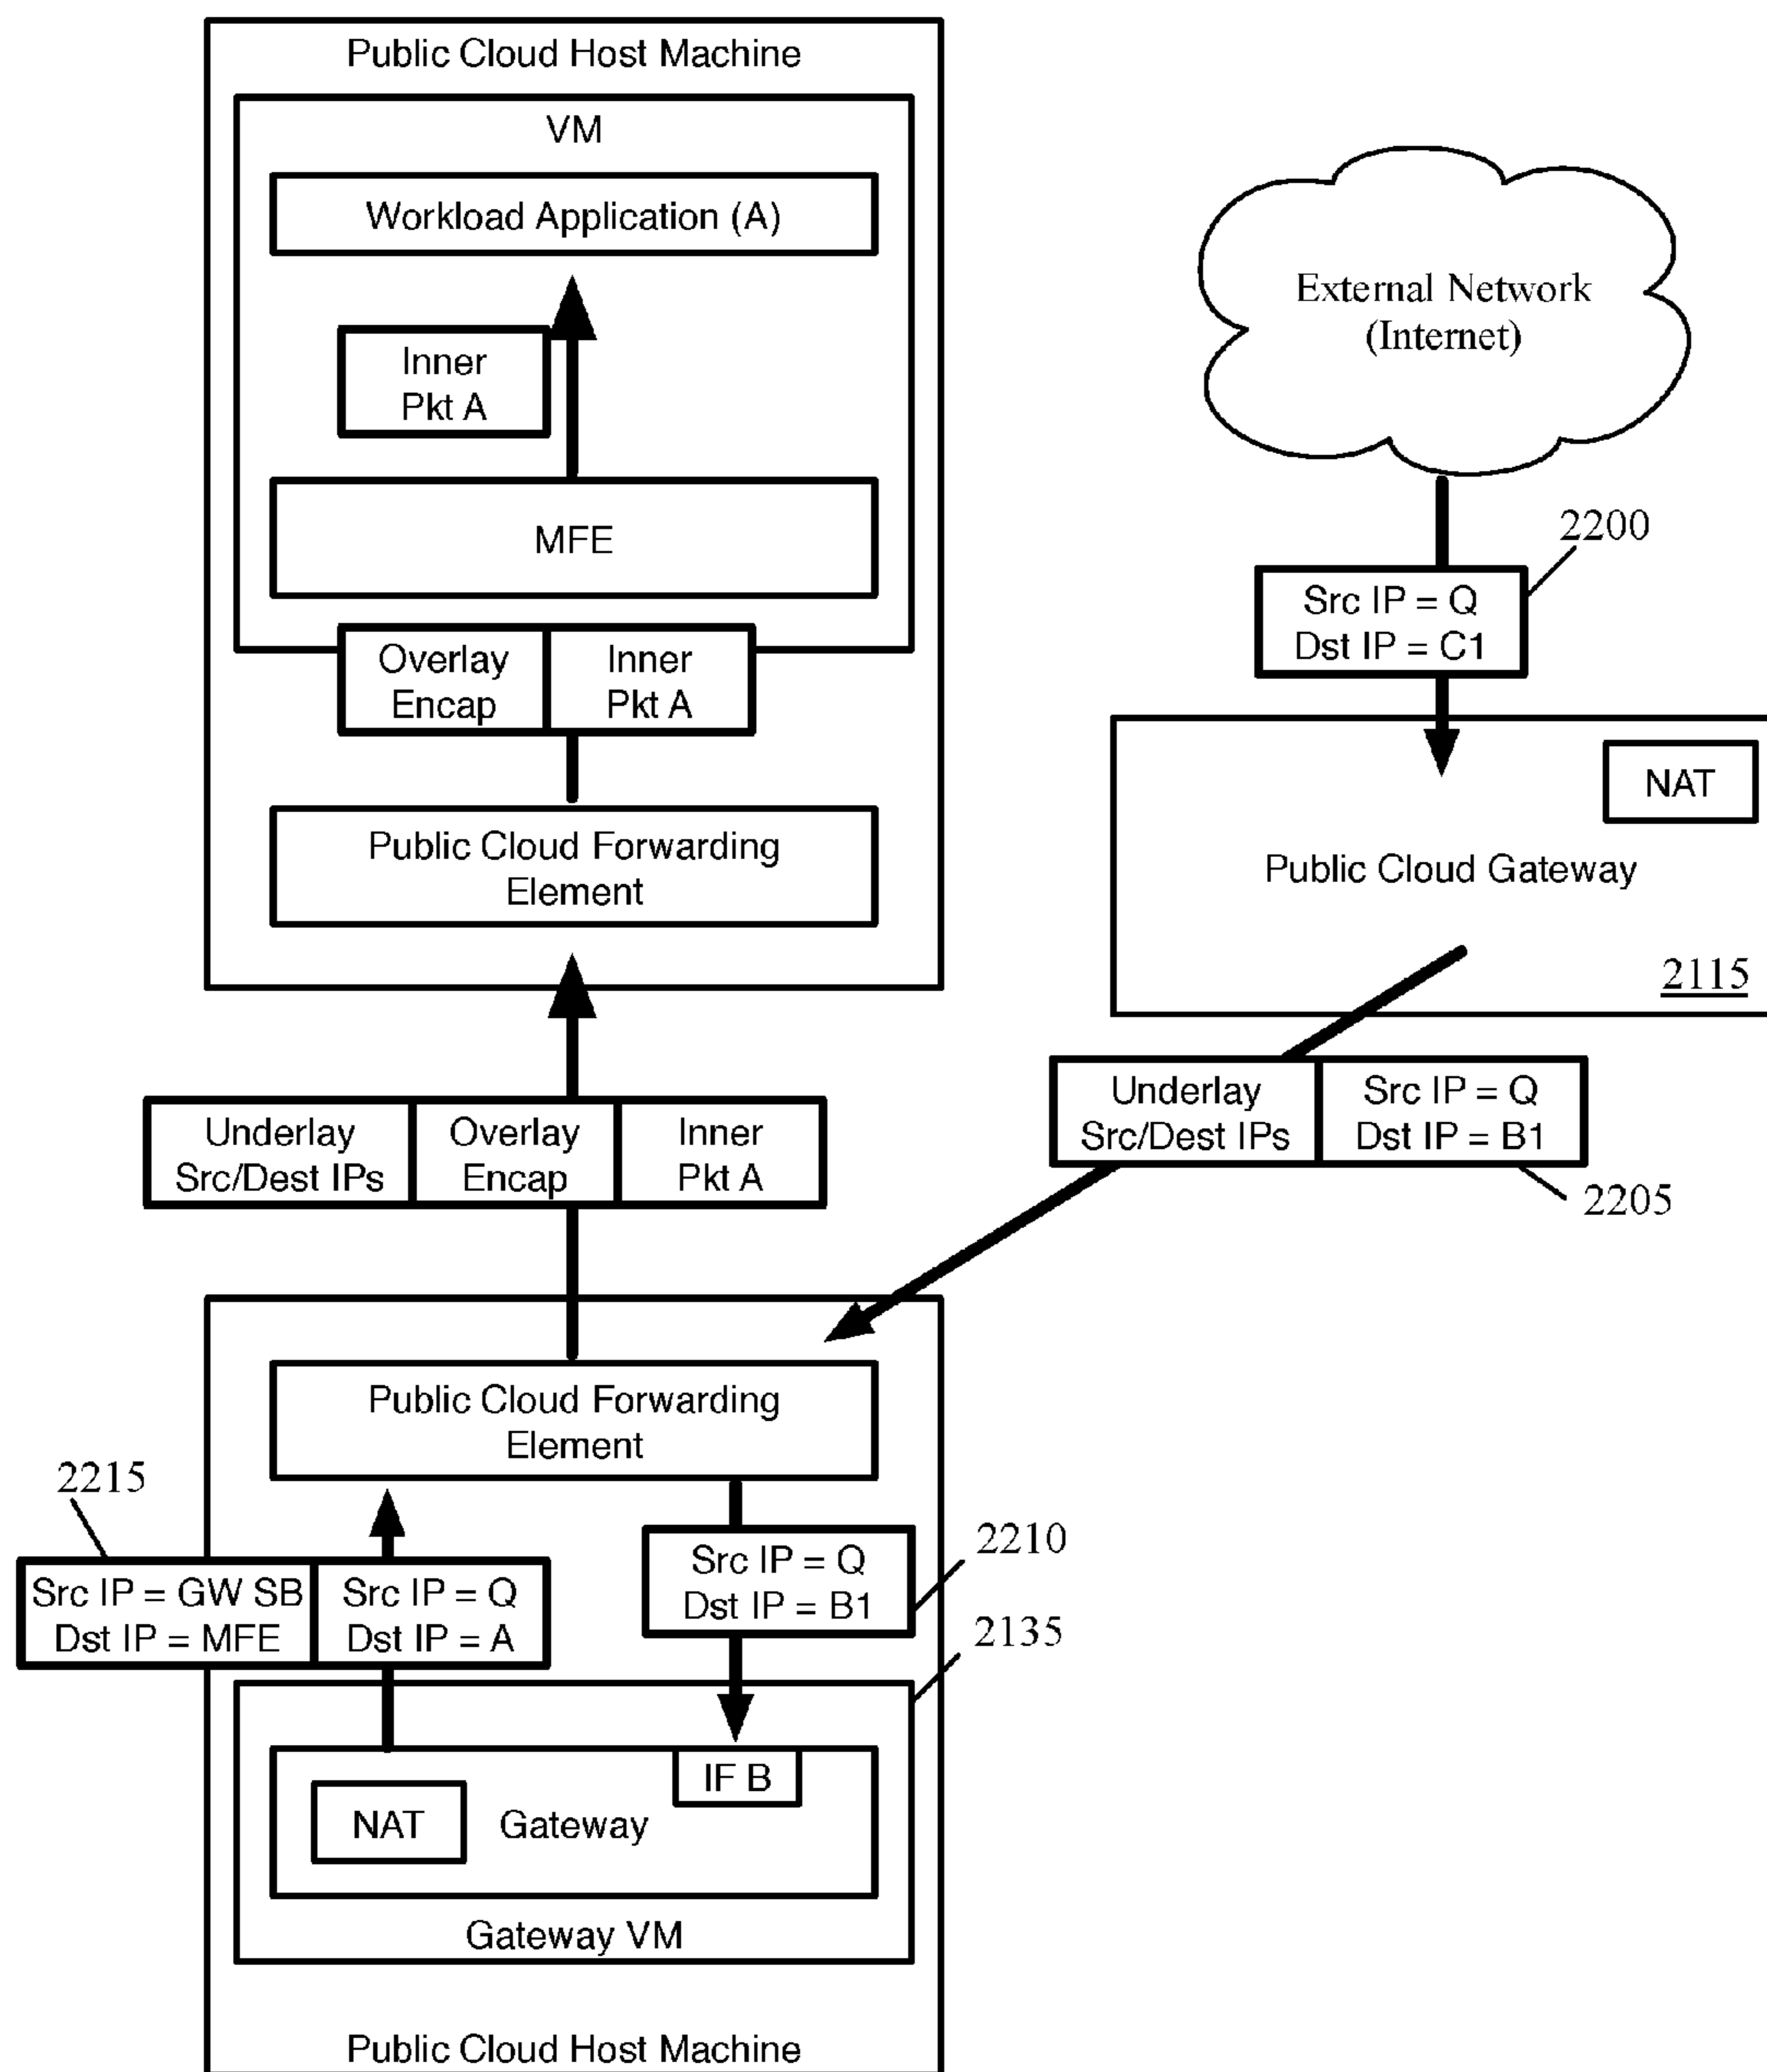 Public Cloud Host Machine
VM
Workload Application (A)
Inner
Pkt A
MFE
Overlay
Encap
Inner
Pkt A
Public Cloud Forwarding
Element
External Network
(Internet)
2200
Src IP = Q
Dst IP = C1
NAT
Public Cloud Gateway
2115
Underlay
Src/Dest IPs
Src IP = Q
Dst IP = B1
2205
Underlay
Src/Dest IPs
Overlay
Encap
Inner
Pkt A
Public Cloud Forwarding
Element
2215
Src IP = GW SB
Dst IP = MFE
Src IP = Q
Dst IP = A
Src IP = Q
Dst IP = B1
2210
2135
IF B
NAT
Gateway
Gateway VM
Public Cloud Host Machine